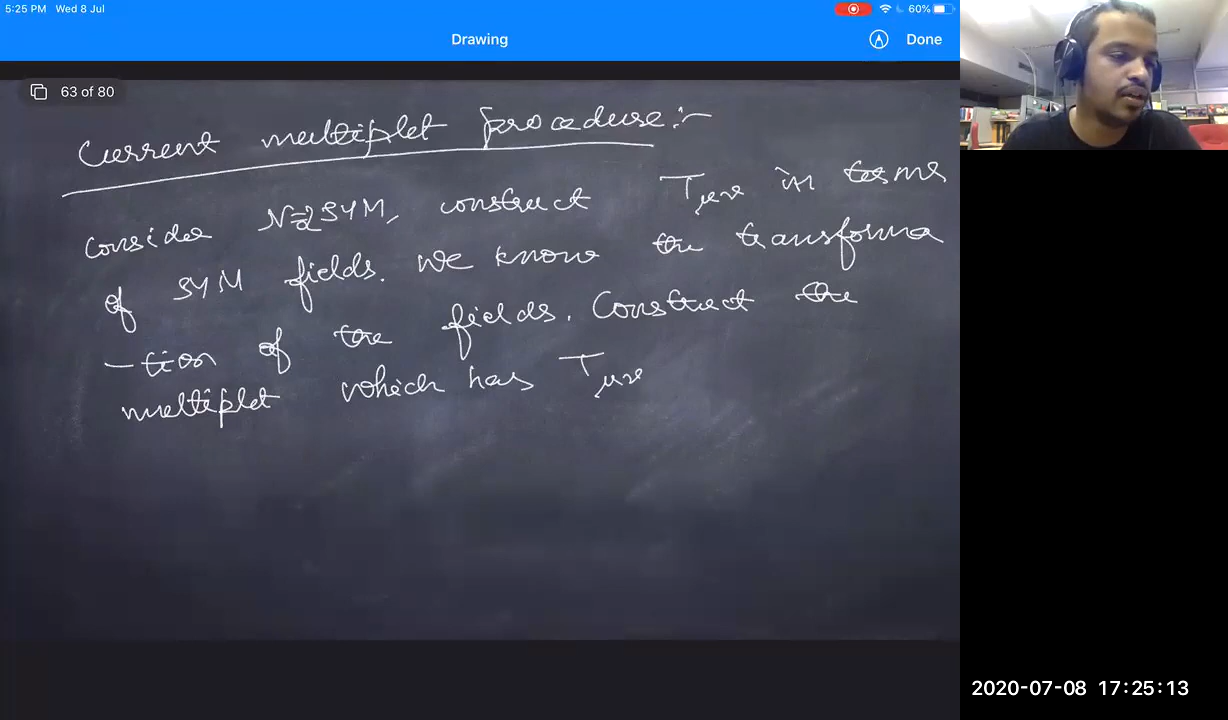 5:25 PM Wed 8 Jul
60%
Drawing
Done
63 of 80
Current multiplet procedure:-
Consider N=2 SYM, construct Tμν in terms
of SYM fields. We know the transforma
-tion of the fields. Construct the
multiplet which has Tμν
2020-07-08 17:25:13